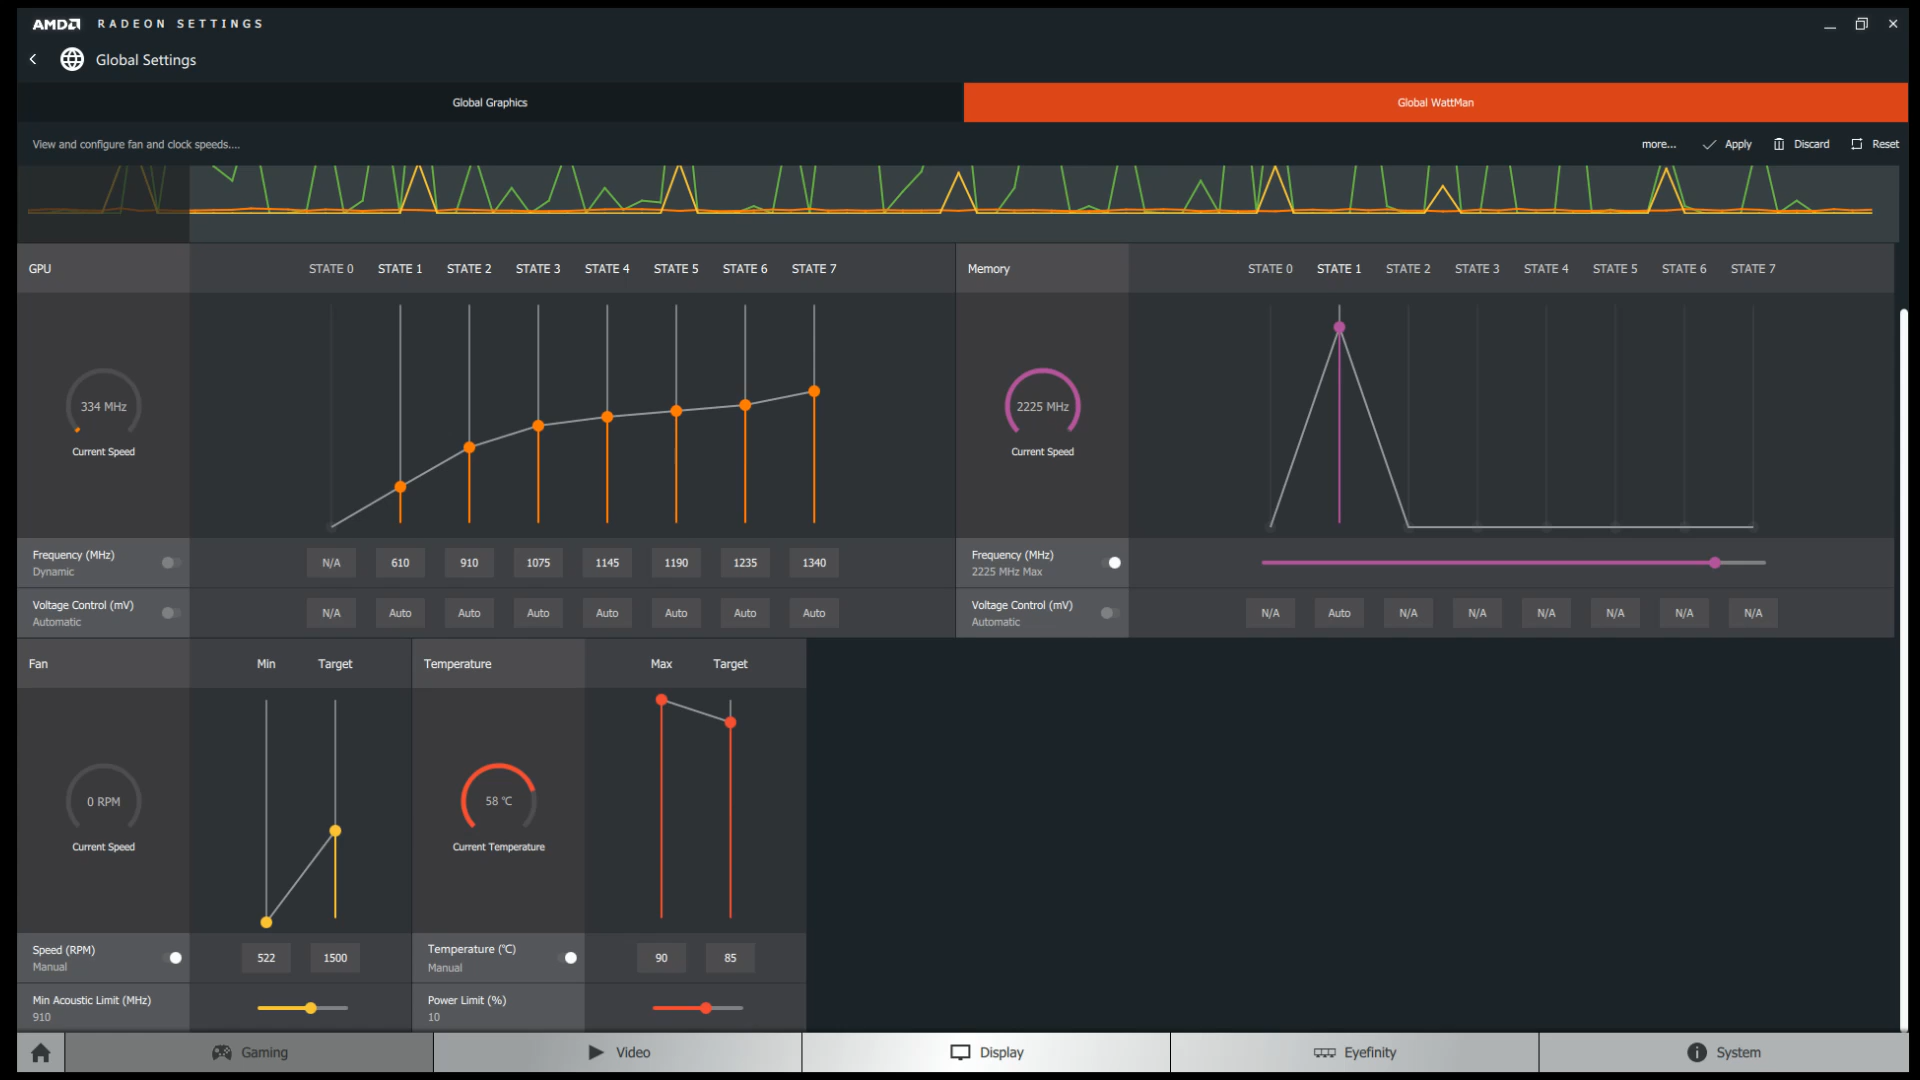 AMD RADEON SETTINGS
Global Settings
Global Graphics Global WattMan
View and configure fan and clock speeds.... more... Apply Discard Reset
GPU STATE 0 STATE 1 STATE 2 STATE 3 STATE 4 STATE 5 STATE 6 STATE 7
334 MHz
Current Speed
Frequency (MHz)
Dynamic
N/A 610 910 1075 1145 1190 1235 1340
Voltage Control (mV)
Automatic
N/A Auto Auto Auto Auto Auto Auto Auto
Memory STATE 0 STATE 1 STATE 2 STATE 3 STATE 4 STATE 5 STATE 6 STATE 7
2225 MHz
Current Speed
Frequency (MHz)
2225 MHz Max
Voltage Control (mV)
Automatic
N/A Auto N/A N/A N/A N/A N/A N/A
Fan Min Target
0 RPM
Current Speed
Speed (RPM)
Manual
522 1500
Min Acoustic Limit (MHz)
910
Temperature Max Target
58 °C
Current Temperature
Temperature (°C)
Manual
90 85
Power Limit (%)
10
Gaming Video Display Eyefinity System